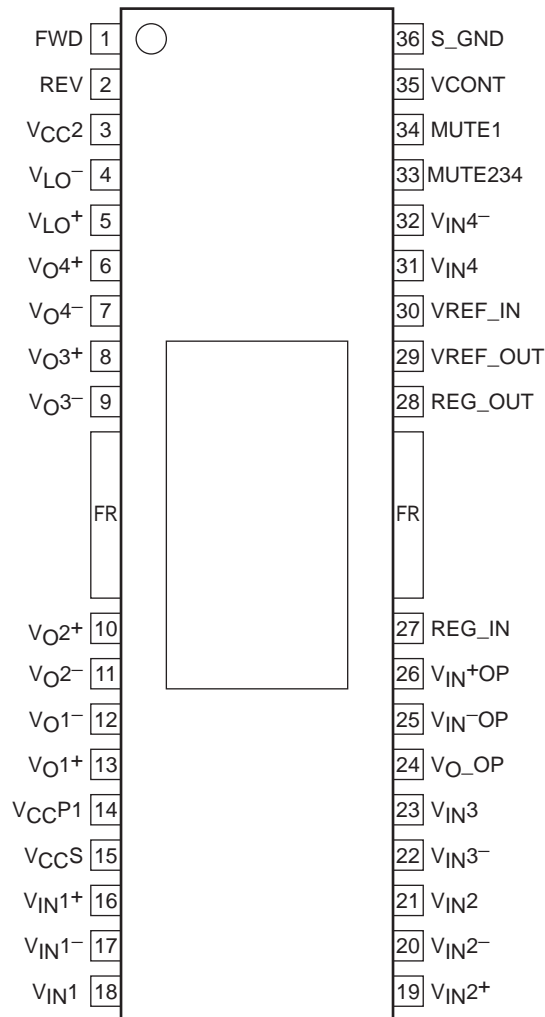 FWD 1 36 S_GND
REV 2 35 VCONT
VCC2 3 34 MUTE1
VLO− 4 33 MUTE234
VLO+ 5 32 VIN4−
VO4+ 6 31 VIN4
VO4− 7 30 VREF_IN
VO3+ 8 29 VREF_OUT
VO3− 9 28 REG_OUT
FR FR
VO2+ 10 27 REG_IN
VO2− 11 26 VIN+OP
VO1− 12 25 VIN−OP
VO1+ 13 24 VO_OP
VCCP1 14 23 VIN3
VCCS 15 22 VIN3−
VIN1+ 16 21 VIN2
VIN1− 17 20 VIN2−
VIN1 18 19 VIN2+